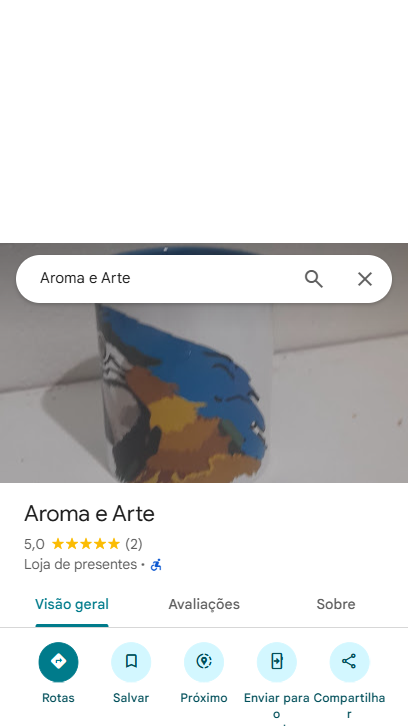 Aroma e Arte
Aroma e Arte
5,0 (2)
Loja de presentes ·
Visão geral Avaliações Sobre
Rotas Salvar Próximo Enviar para o Compartilhar